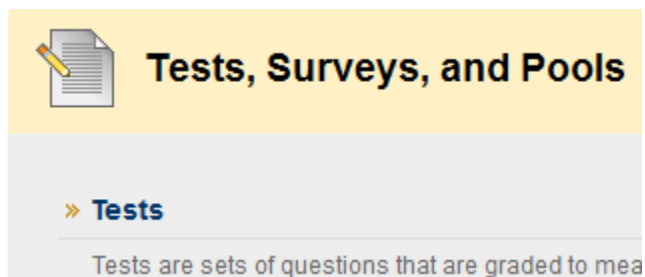 Tests, Surveys, and Pools
» Tests
Tests are sets of questions that are graded to mea